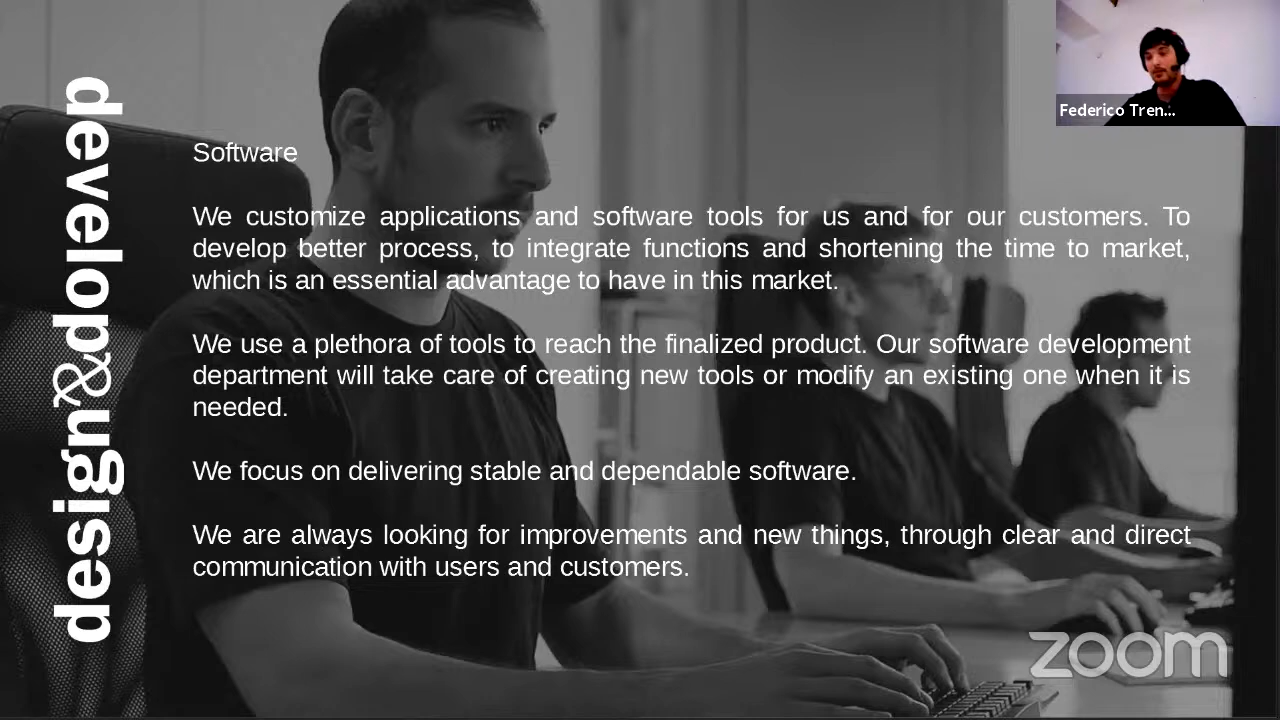 design&develop
Software
We customize applications and software tools for us and for our customers. To
develop better process, to integrate functions and shortening the time to market,
which is an essential advantage to have in this market.
We use a plethora of tools to reach the finalized product. Our software development
department will take care of creating new tools or modify an existing one when it is
needed.
We focus on delivering stable and dependable software.
We are always looking for improvements and new things, through clear and direct
communication with users and customers.
Federico Tren...
zoom